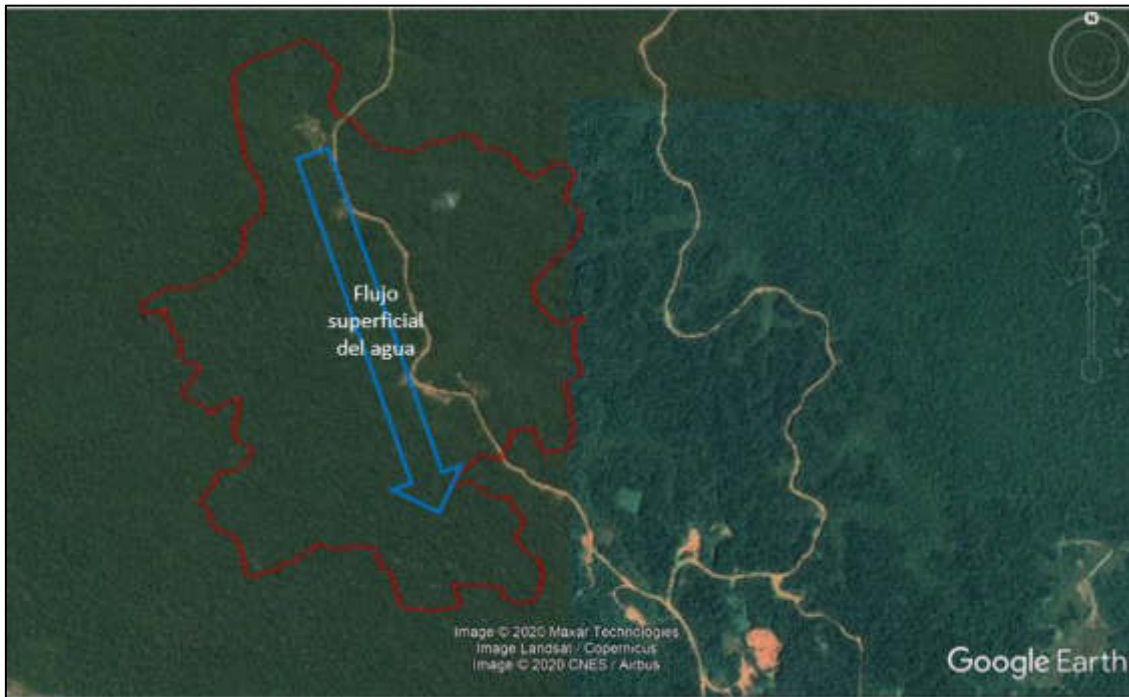 N
Flujo
superficial
del agua
Image © 2020 Maxar Technologies
Image Landsat / Copernicus
Image © 2020 CNES / Airbus
Google Earth